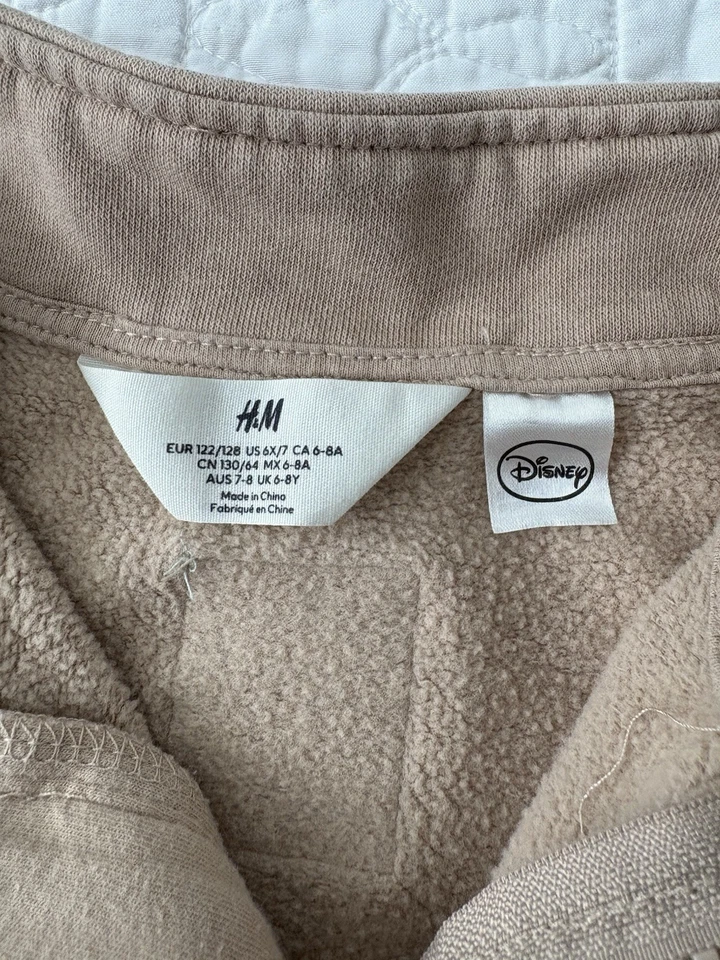 H&M
EUR 122/128 US 6X/7 CA 6-8A
CN 130/64 MX 6-8A
AUS 7-8 UK 6-8Y
Made in China
Fabriqué en Chine
Disney